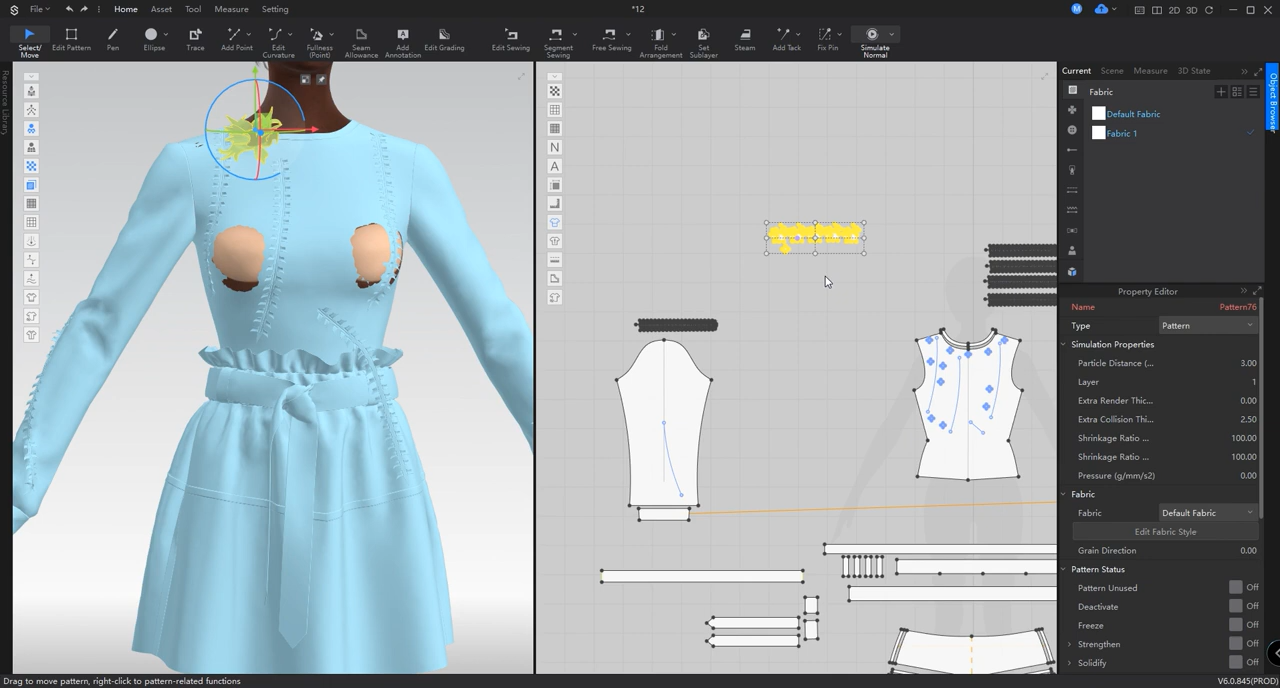 File
Home
Asset
Tool
Measure
Setting
*12
M
2D
3D
Select/
Move
Edit Pattern
Pen
Ellipse
Trace
Add Point
Edit
Curvature
Fullness
(Point)
Seam
Allowance
Add
Annotation
Edit Grading
Edit Sewing
Segment
Sewing
Free Sewing
Fold
Arrangement
Set
Sublayer
Steam
Add Tack
Fix Pin
Simulate
Normal
Resource Library
N
A
Current
Scene
Measure
3D State
Object Browser
Fabric
Default Fabric
Fabric 1
Property Editor
Name Pattern76
Type Pattern
Simulation Properties
Particle Distance (... 3.00
Layer 1
Extra Render Thic... 0.00
Extra Collision Thi... 2.50
Shrinkage Ratio ... 100.00
Shrinkage Ratio ... 100.00
Pressure (g/mm/s2) 0.00
Fabric
Fabric Default Fabric
Edit Fabric Style
Grain Direction 0.00
Pattern Status
Pattern Unused Off
Deactivate Off
Freeze Off
Strengthen Off
Solidify Off
Drag to move pattern, right-click to pattern-related functions
V6.0.845(PROD)